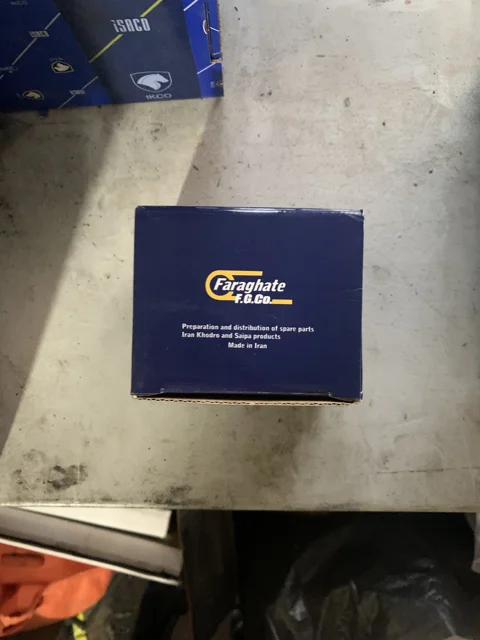 iSACO
IKCO
Faraghate
F.G.Co.
Preparation and distribution of spare parts
Iran Khodro and Saipa products
Made in Iran